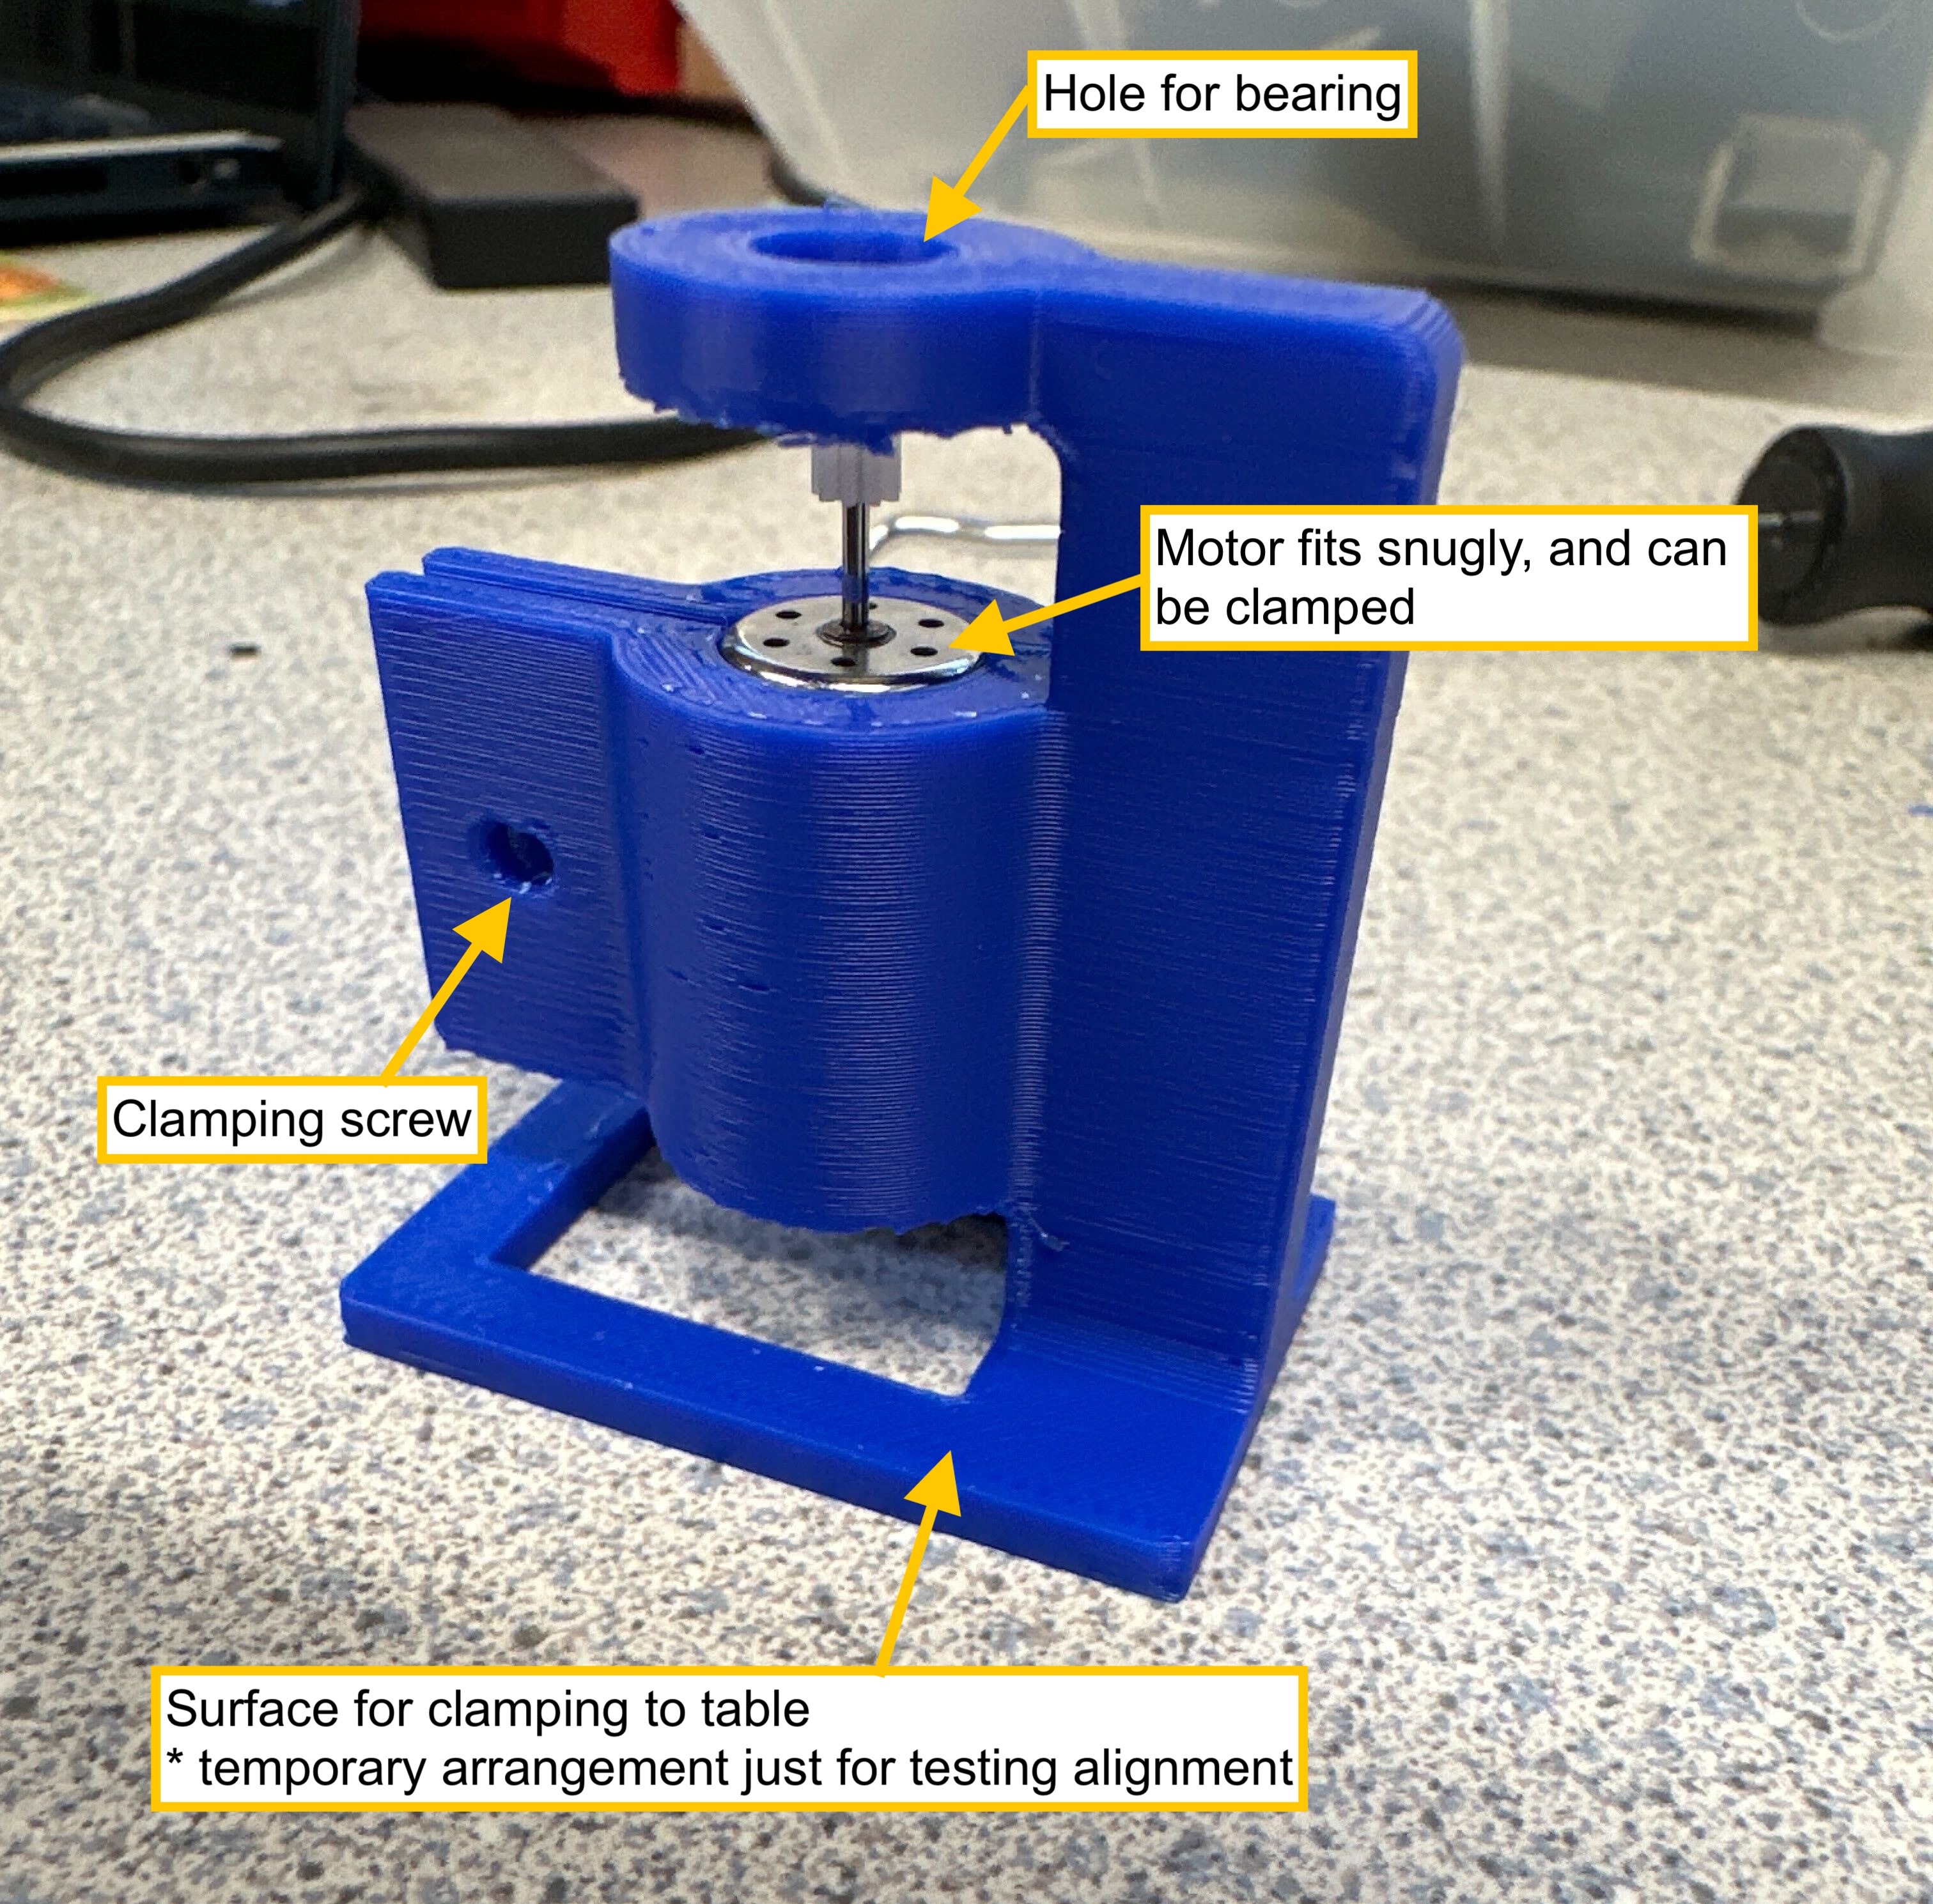 Hole for bearing
Motor fits snugly, and can
be clamped
Clamping screw
Surface for clamping to table
* temporary arrangement just for testing alignment